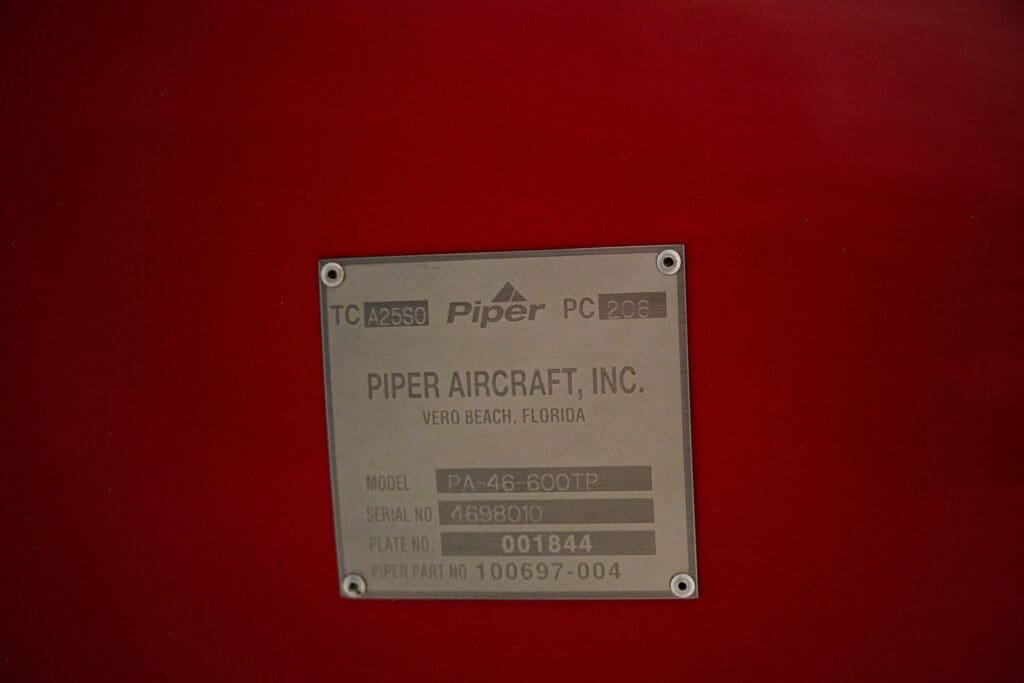 TC A25SO Piper PC 206
PIPER AIRCRAFT, INC.
VERO BEACH, FLORIDA
MODEL PA-46-600TP
SERIAL NO. 4698010
PLATE NO. 001844
PIPER PART NO. 100697-004